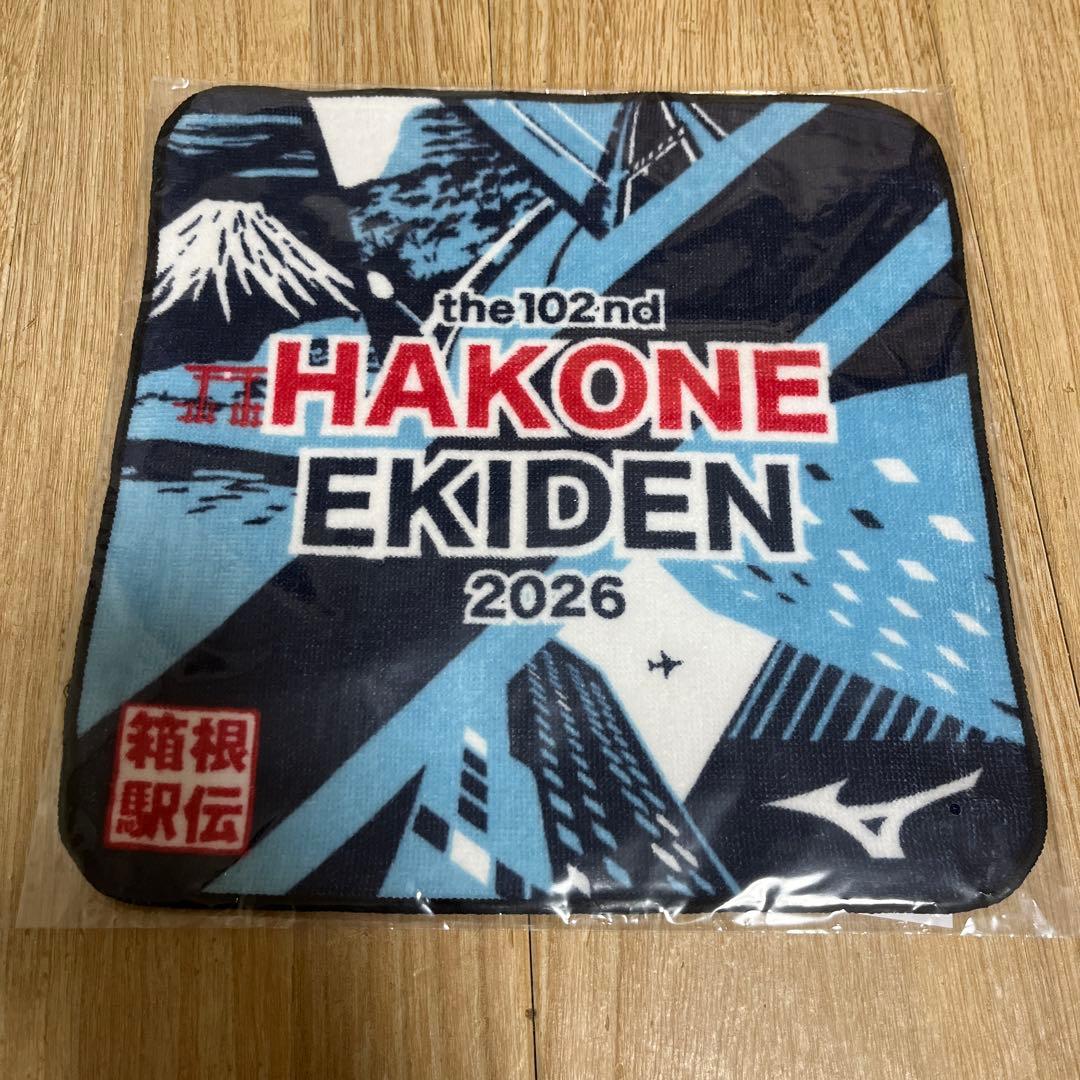 the 102nd
HAKONE
EKIDEN
2026
箱根
駅伝